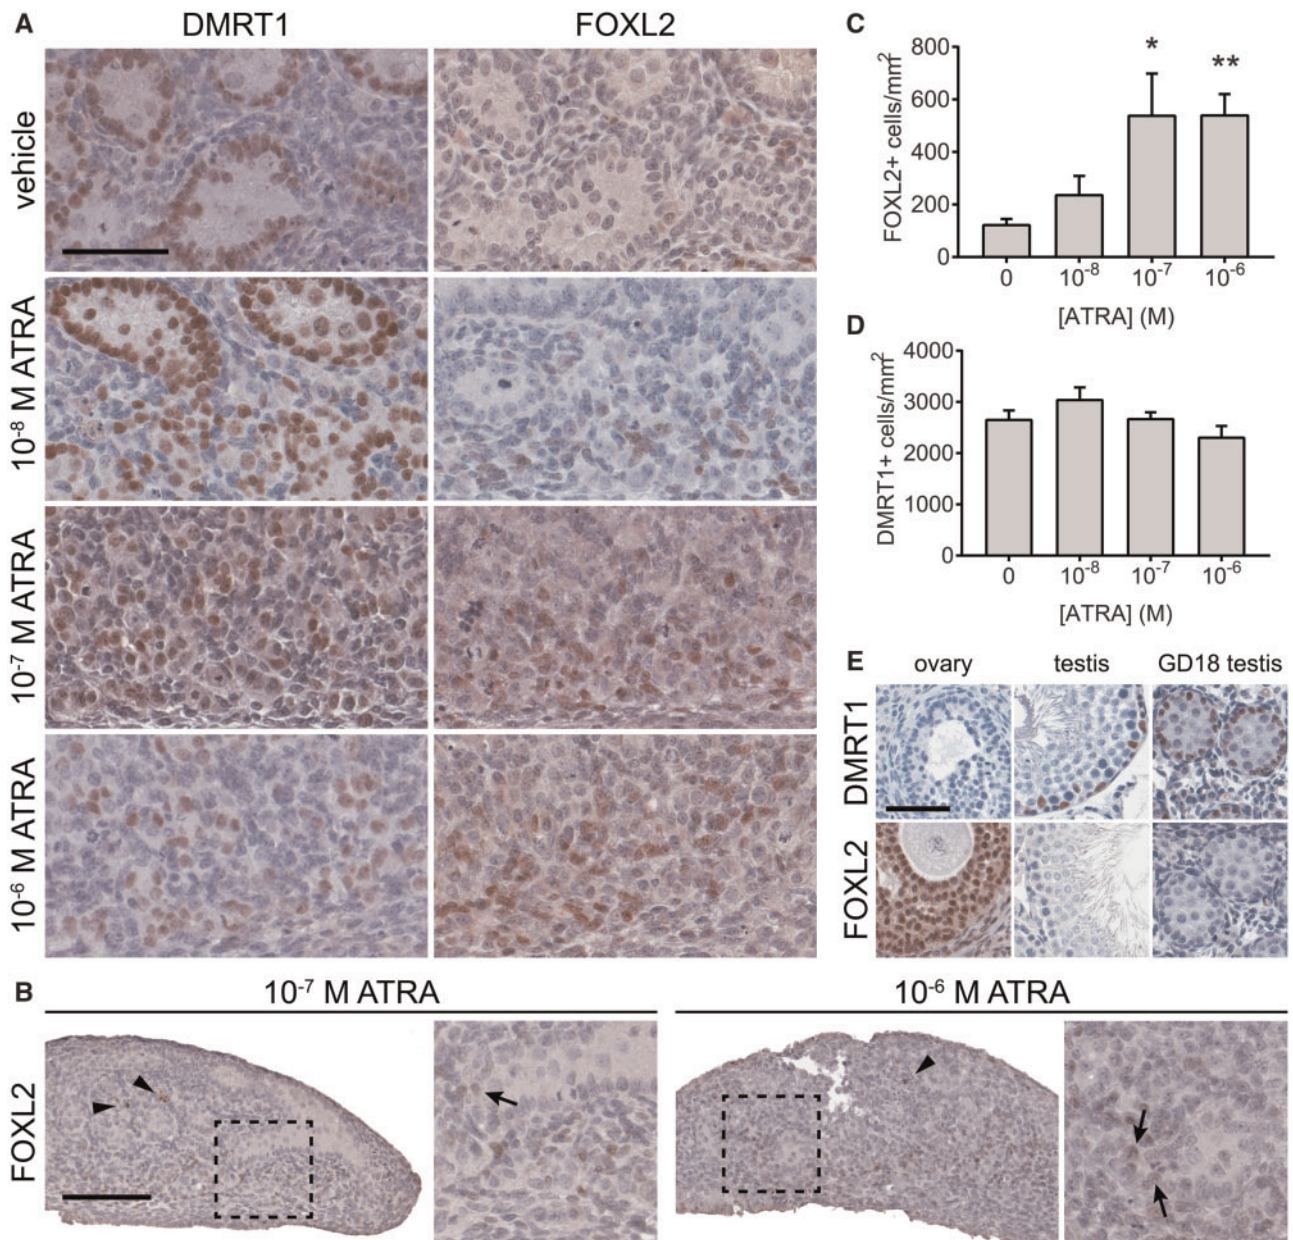 A
DMRT1
FOXL2
vehicle
10⁻⁸ M ATRA
10⁻⁷ M ATRA
10⁻⁶ M ATRA
B
10⁻⁷ M ATRA
10⁻⁶ M ATRA
FOXL2
C
FOXL2+ cells/mm²
800
600
400
200
0
*
**
0
10⁻⁸
10⁻⁷
10⁻⁶
[ATRA] (M)
D
DMRT1+ cells/mm²
4000
3000
2000
1000
0
0
10⁻⁸
10⁻⁷
10⁻⁶
[ATRA] (M)
E
ovary
testis
GD18 testis
DMRT1
FOXL2